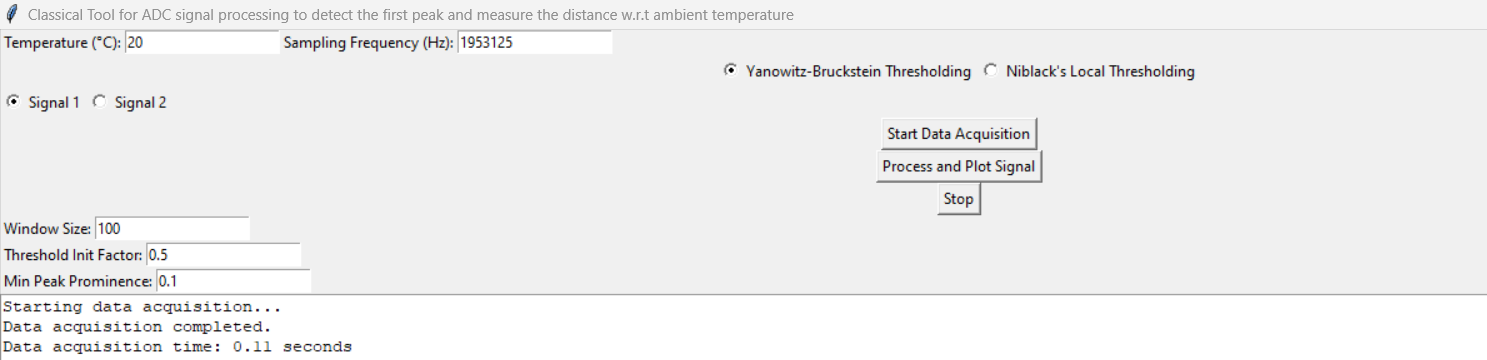 Classical Tool for ADC signal processing to detect the first peak and measure the distance w.r.t ambient temperature
Temperature (°C): 20 Sampling Frequency (Hz): 1953125
Yanowitz-Bruckstein Thresholding Niblack's Local Thresholding
Signal 1 Signal 2
Start Data Acquisition
Process and Plot Signal
Stop
Window Size: 100
Threshold Init Factor: 0.5
Min Peak Prominence: 0.1
Starting data acquisition...
Data acquisition completed.
Data acquisition time: 0.11 seconds